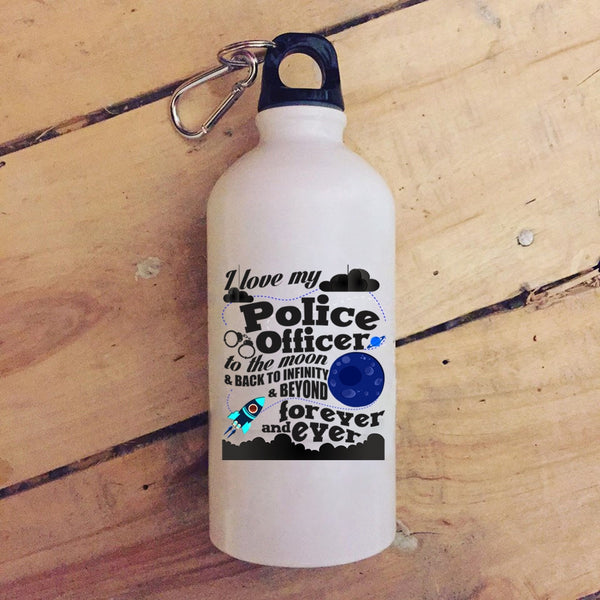 I love my
Police
Officer
to the moon
& BACK TO INFINITY
& BEYOND
forever
and ever